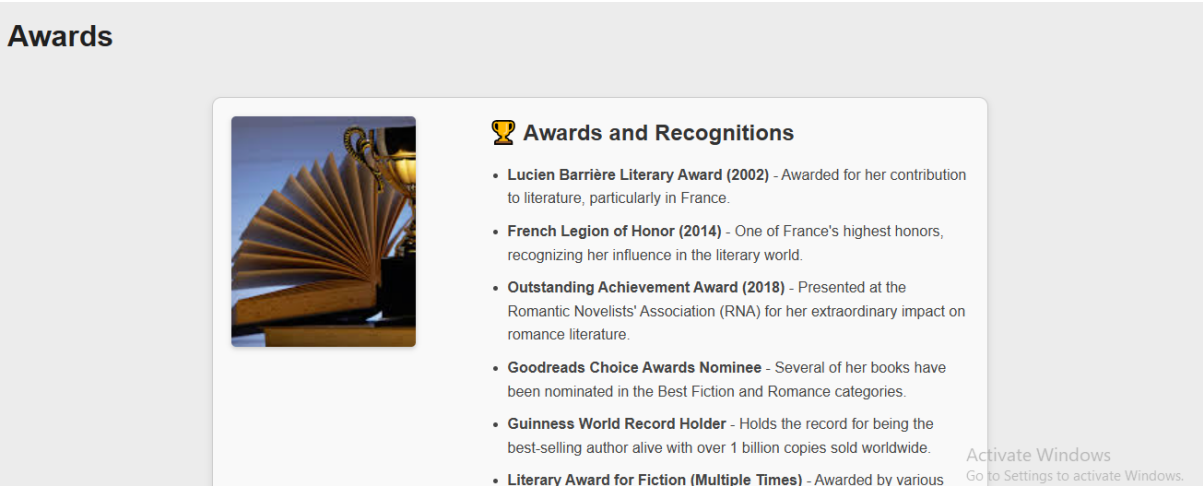 Awards
Awards and Recognitions
• Lucien Barrière Literary Award (2002) - Awarded for her contribution
to literature, particularly in France.
• French Legion of Honor (2014) - One of France's highest honors,
recognizing her influence in the literary world.
• Outstanding Achievement Award (2018) - Presented at the
Romantic Novelists' Association (RNA) for her extraordinary impact on
romance literature.
• Goodreads Choice Awards Nominee - Several of her books have
been nominated in the Best Fiction and Romance categories.
• Guinness World Record Holder - Holds the record for being the
best-selling author alive with over 1 billion copies sold worldwide.
• Literary Award for Fiction (Multiple Times) - Awarded by various
Activate Windows
Go to Settings to activate Windows.